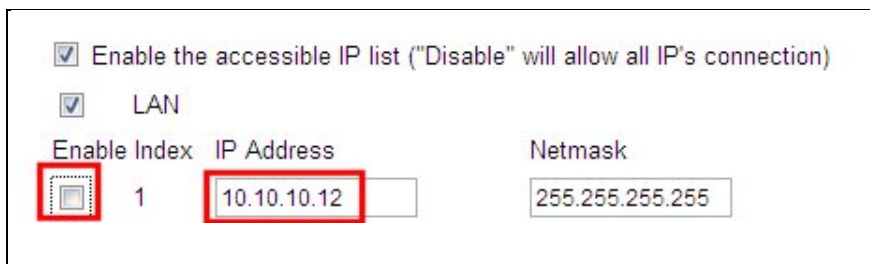 Enable the accessible IP list ("Disable" will allow all IP's connection)
LAN
Enable Index IP Address Netmask
1 10.10.10.12 255.255.255.255